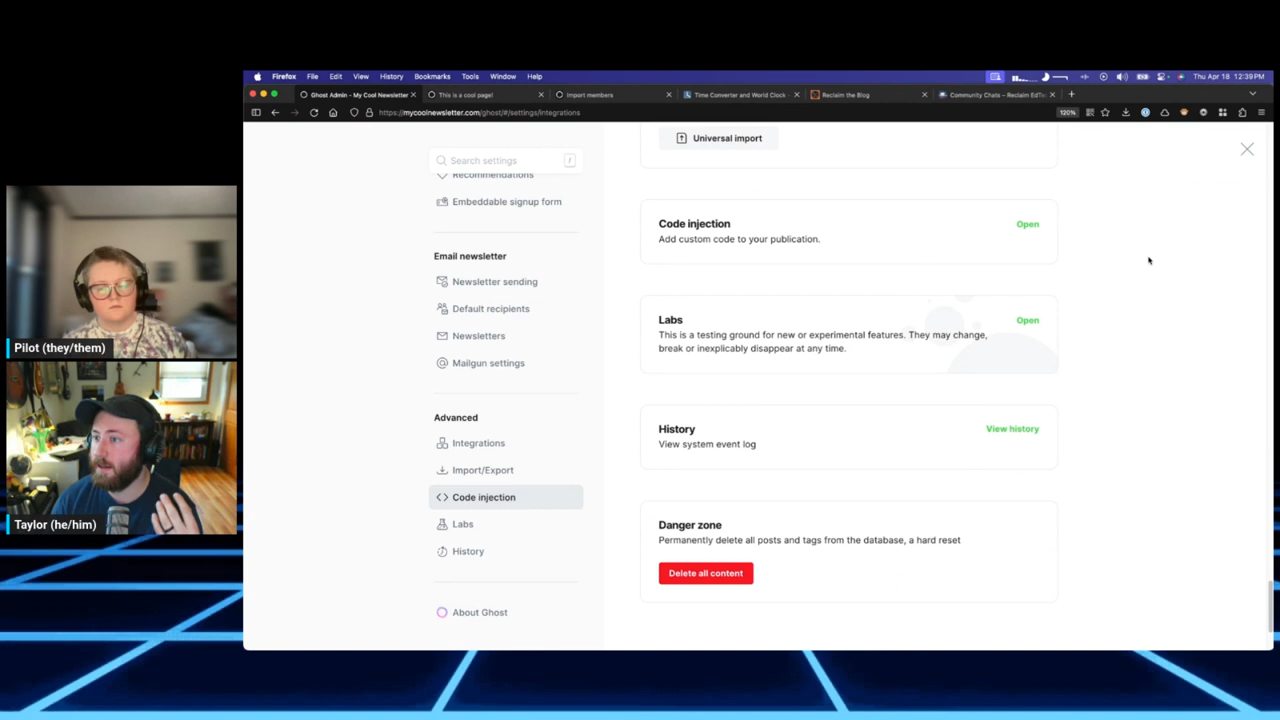 Firefox File Edit View History Bookmarks Tools Window Help Thu Apr 18 12:39 PM
Ghost Admin - My Cool Newsletter
This is a cool page!
Import members
Time Converter and World Clock -
Reclaim the Blog
Community Chats – Reclaim EdTe
https://mycoolnewsletter.com/ghost/#/settings/integrations
120%
Search settings /
Recommendations
Embeddable signup form
Email newsletter
Newsletter sending
Default recipients
Newsletters
Mailgun settings
Advanced
Integrations
Import/Export
Code injection
Labs
History
About Ghost
Universal import
Code injection
Open
Add custom code to your publication.
Labs
Open
This is a testing ground for new or experimental features. They may change,
break or inexplicably disappear at any time.
History
View history
View system event log
Danger zone
Permanently delete all posts and tags from the database, a hard reset
Delete all content
Pilot (they/them)
Taylor (he/him)